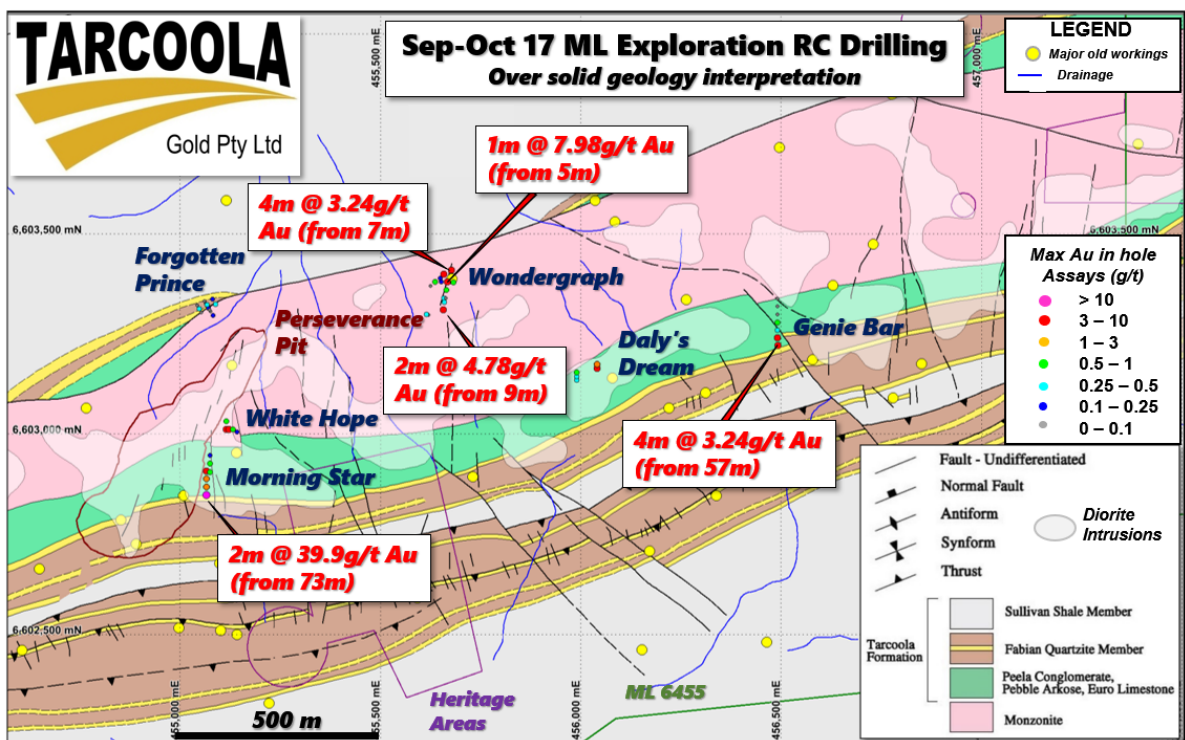 TARCOOLA
Gold Pty Ltd
Sep-Oct 17 ML Exploration RC Drilling
Over solid geology interpretation
LEGEND
Major old workings
Drainage
455,500 mE
457,000 mE
1m @ 7.98g/t Au
(from 5m)
4m @ 3.24g/t
Au (from 7m)
6,603,500 mN
6,603,500 mN
Forgotten
Prince
Wondergraph
Perseverance
Pit
Daly's
Dream
Genie Bar
2m @ 4.78g/t
Au (from 9m)
White Hope
6,603,000 mN
4m @ 3.24g/t Au
(from 57m)
Morning Star
2m @ 39.9g/t Au
(from 73m)
6,602,500 mN
Heritage
Areas
ML 6455
455,000 mE
455,500 mE
456,000 mE
456,500 mE
500 m
Max Au in hole
Assays (g/t)
> 10
3 – 10
1 – 3
0.5 – 1
0.25 – 0.5
0.1 – 0.25
0 – 0.1
Fault - Undifferentiated
Normal Fault
Antiform
Synform
Thrust
Diorite
Intrusions
Tarcoola
Formation
Sullivan Shale Member
Fabian Quartzite Member
Peela Conglomerate,
Pebble Arkose, Euro Limestone
Monzonite